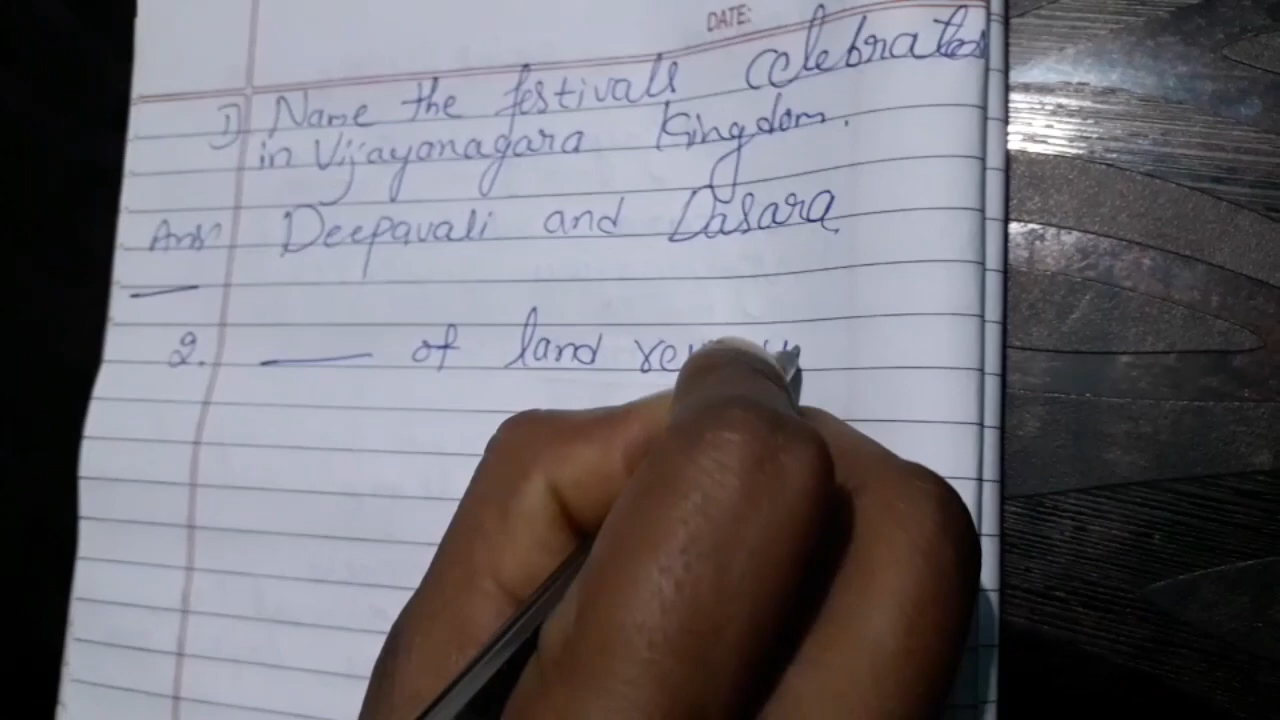 DATE:
1) Name the festivals celebrated
in Vijayanagara Kingdom.
Ans: Deepavali and Dasara
2. ____ of land